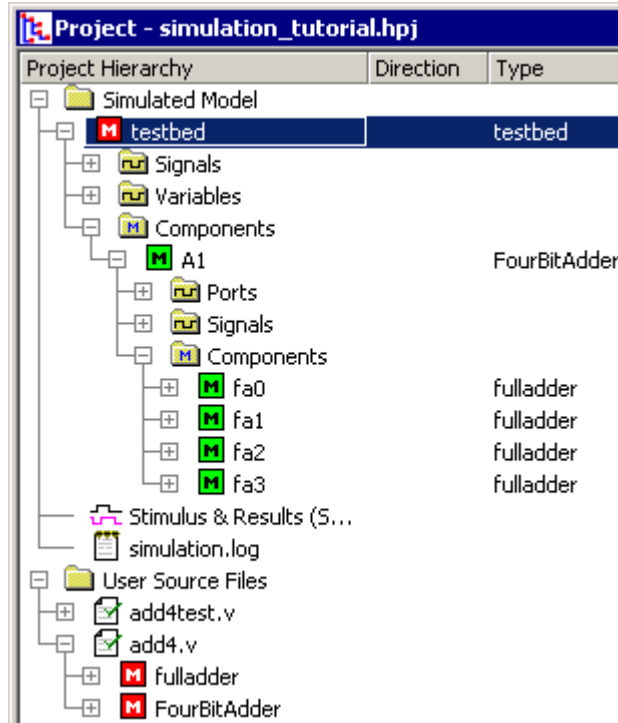 Project - simulation_tutorial.hpj
Project Hierarchy Direction Type
Simulated Model
M testbed testbed
Signals
Variables
M Components
M A1 FourBitAdder
Ports
Signals
M Components
M fa0 fulladder
M fa1 fulladder
M fa2 fulladder
M fa3 fulladder
Stimulus & Results (S...
simulation.log
User Source Files
add4test.v
add4.v
M fulladder
M FourBitAdder